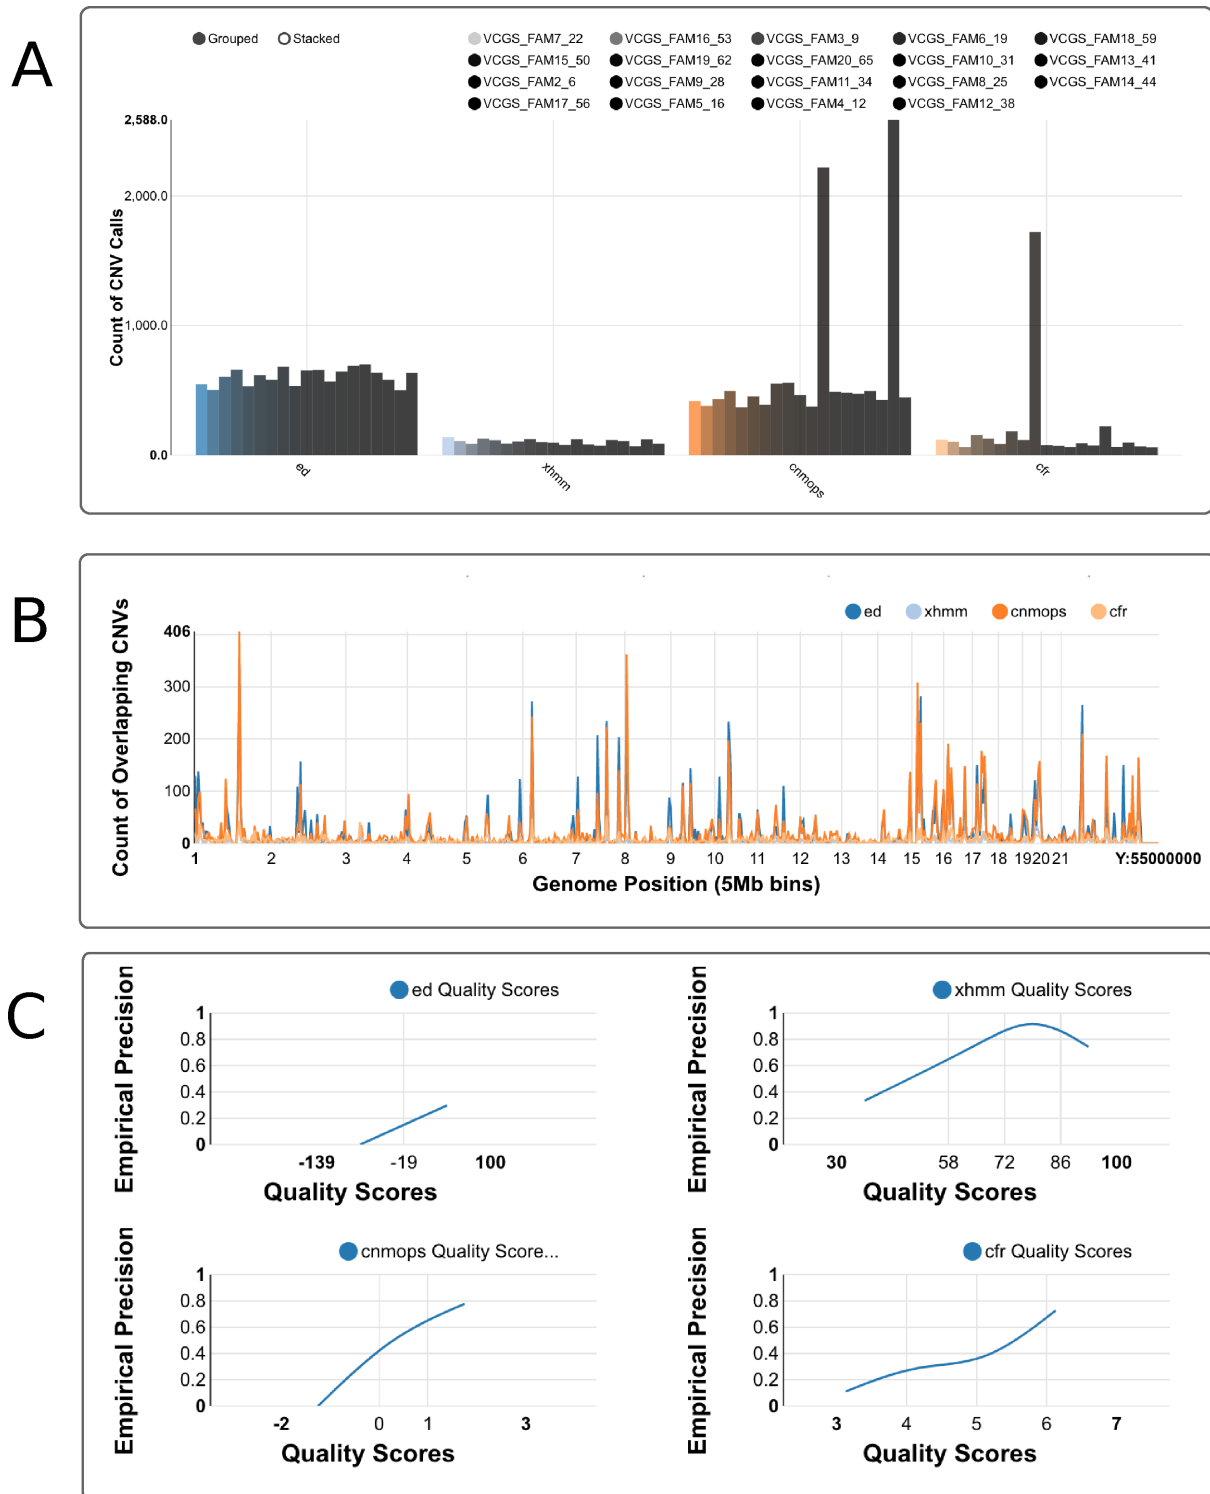 A
Grouped Stacked
VCGS_FAM7_22 VCGS_FAM16_53 VCGS_FAM3_9 VCGS_FAM6_19 VCGS_FAM18_59
VCGS_FAM15_50 VCGS_FAM19_62 VCGS_FAM20_65 VCGS_FAM10_31 VCGS_FAM13_41
VCGS_FAM2_6 VCGS_FAM9_28 VCGS_FAM11_34 VCGS_FAM8_25 VCGS_FAM14_44
VCGS_FAM17_56 VCGS_FAM5_16 VCGS_FAM4_12 VCGS_FAM12_38
Count of CNV Calls
2,588.0
2,000.0
1,000.0
0.0
ed xhmm cnmops cfr
B
ed xhmm cnmops cfr
Count of Overlapping CNVs
406
300
200
100
0
1 2 3 4 5 6 7 8 9 10 11 12 13 14 15 16 17 18 19 20 21 Y:55000000
Genome Position (5Mb bins)
C
ed Quality Scores
Empirical Precision
1
0.8
0.6
0.4
0.2
0
-139 -19 100
Quality Scores
xhmm Quality Scores
Empirical Precision
1
0.8
0.6
0.4
0.2
0
30 58 72 86 100
Quality Scores
cnmops Quality Score...
Empirical Precision
1
0.8
0.6
0.4
0.2
0
-2 0 1 3
Quality Scores
cfr Quality Scores
Empirical Precision
1
0.8
0.6
0.4
0.2
0
3 4 5 6 7
Quality Scores